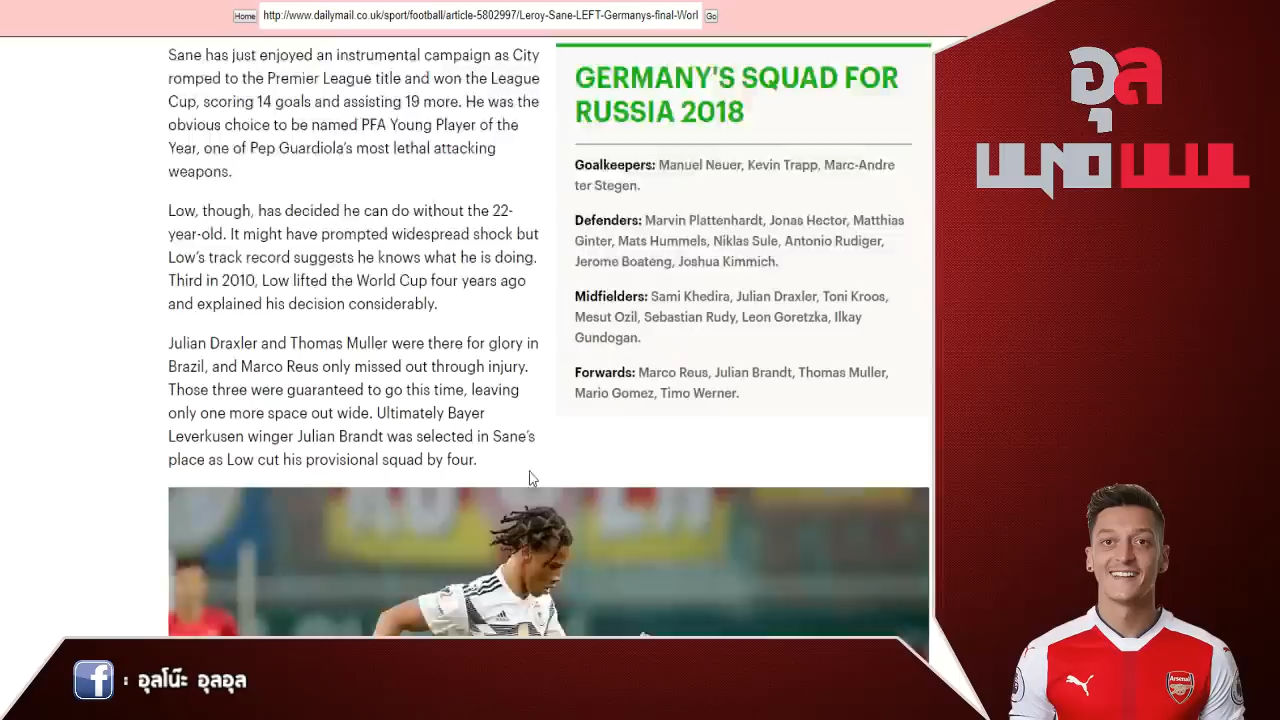 Home http://www.dailymail.co.uk/sport/football/article-5802997/Leroy-Sane-LEFT-Germanys-final-Worl Go
Sane has just enjoyed an instrumental campaign as City
romped to the Premier League title and won the League
Cup, scoring 14 goals and assisting 19 more. He was the
obvious choice to be named PFA Young Player of the
Year, one of Pep Guardiola's most lethal attacking
weapons.
Low, though, has decided he can do without the 22-
year-old. It might have prompted widespread shock but
Low's track record suggests he knows what he is doing.
Third in 2010, Low lifted the World Cup four years ago
and explained his decision considerably.
Julian Draxler and Thomas Muller were there for glory in
Brazil, and Marco Reus only missed out through injury.
Those three were guaranteed to go this time, leaving
only one more space out wide. Ultimately Bayer
Leverkusen winger Julian Brandt was selected in Sane's
place as Low cut his provisional squad by four.
GERMANY'S SQUAD FOR
RUSSIA 2018
Goalkeepers: Manuel Neuer, Kevin Trapp, Marc-Andre
ter Stegen.
Defenders: Marvin Plattenhardt, Jonas Hector, Matthias
Ginter, Mats Hummels, Niklas Sule, Antonio Rudiger,
Jerome Boateng, Joshua Kimmich.
Midfielders: Sami Khedira, Julian Draxler, Toni Kroos,
Mesut Ozil, Sebastian Rudy, Leon Goretzka, Ilkay
Gundogan.
Forwards: Marco Reus, Julian Brandt, Thomas Muller,
Mario Gomez, Timo Werner.
อุล
Arsenal
f : อุลโน๊ะ อุลอุล